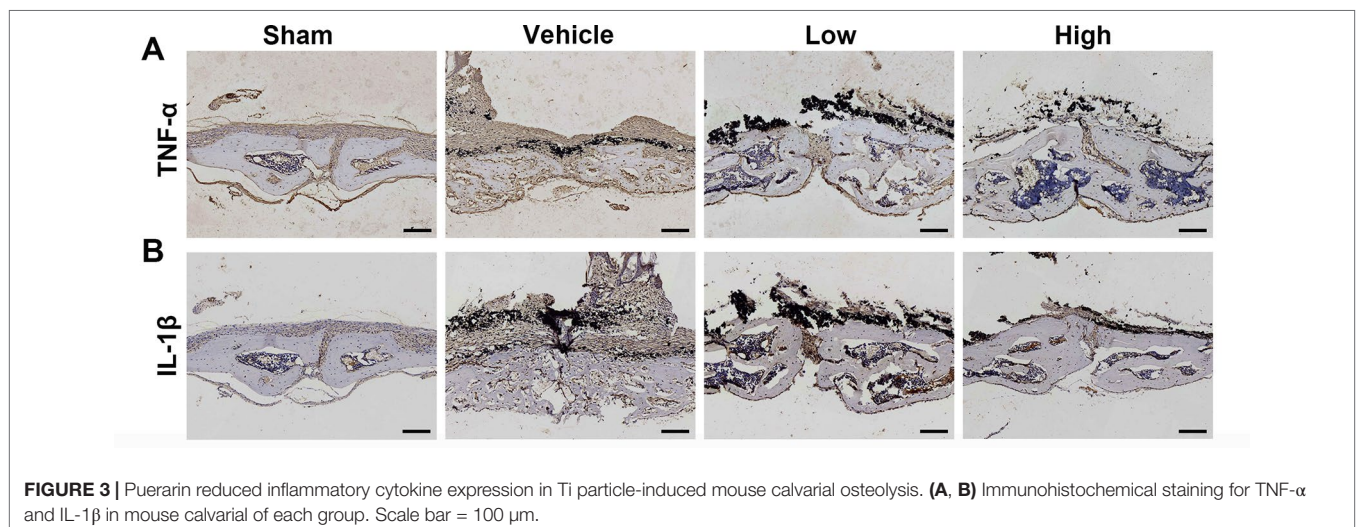 Sham Vehicle Low High
A
TNF-α
B
IL-1β
FIGURE 3 | Puerarin reduced inflammatory cytokine expression in Ti particle-induced mouse calvarial osteolysis. (A, B) Immunohistochemical staining for TNF-α
and IL-1β in mouse calvarial of each group. Scale bar = 100 μm.